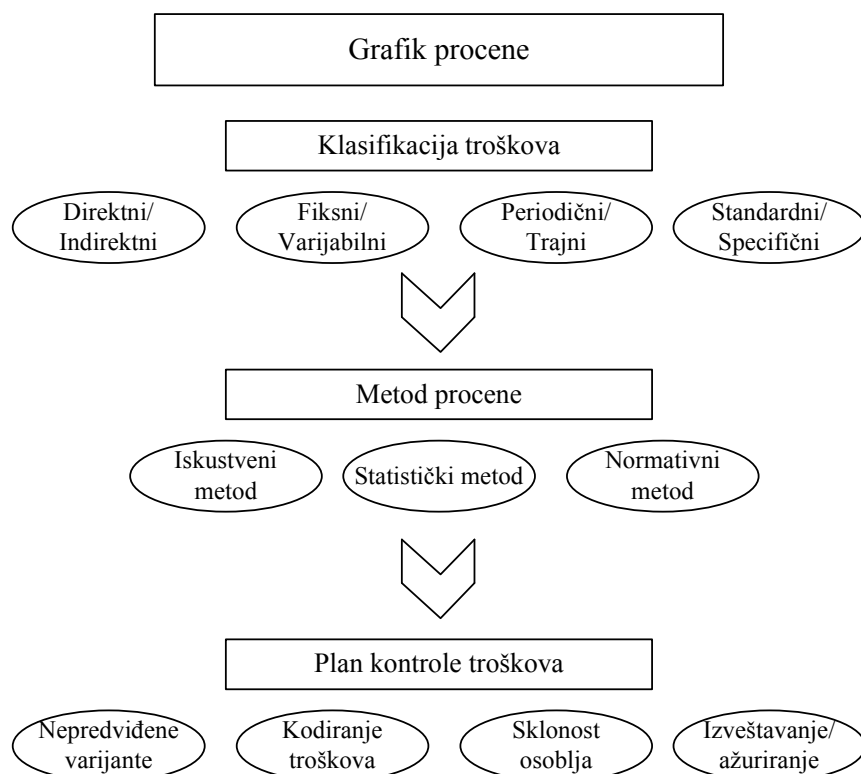 Grafik procene
Klasifikacija troškova
Direktni/
Indirektni
Fiksni/
Varijabilni
Periodični/
Trajni
Standardni/
Specifični
Metod procene
Iskustveni
metod
Statistički metod
Normativni
metod
Plan kontrole troškova
Nepredviđene
varijante
Kodiranje
troškova
Sklonost
osoblja
Izveštavanje/
ažuriranje